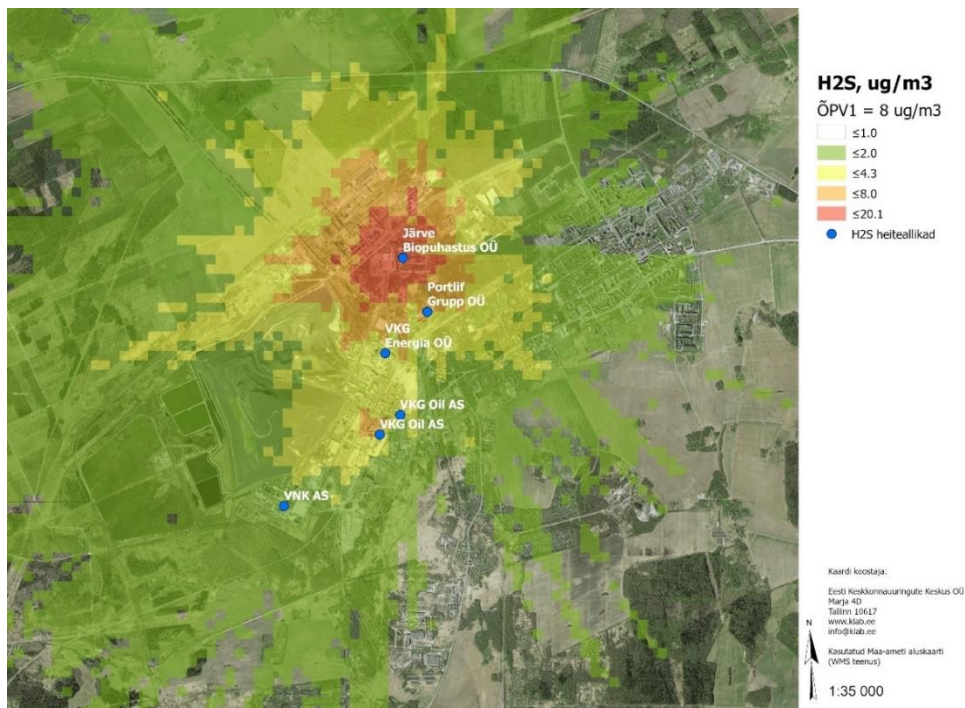 H2S, ug/m3
ÕPV1 = 8 ug/m3
≤1.0
≤2.0
≤4.3
≤8.0
≤20.1
H2S heiteallikad
Järve
Biopuhastus OÜ
Portlif
Grupp OÜ
VKG
Energia OÜ
VKG Oil AS
VKG Oil AS
VNK AS
Kaardi koostaja:
Eesti Keskkonnauuringute Keskus OÜ
Marja 4D
Tallinn 10617
www.klab.ee
info@klab.ee
N
Kasutatud Maa-ameti aluskaarti
(WMS teenus)
1:35 000